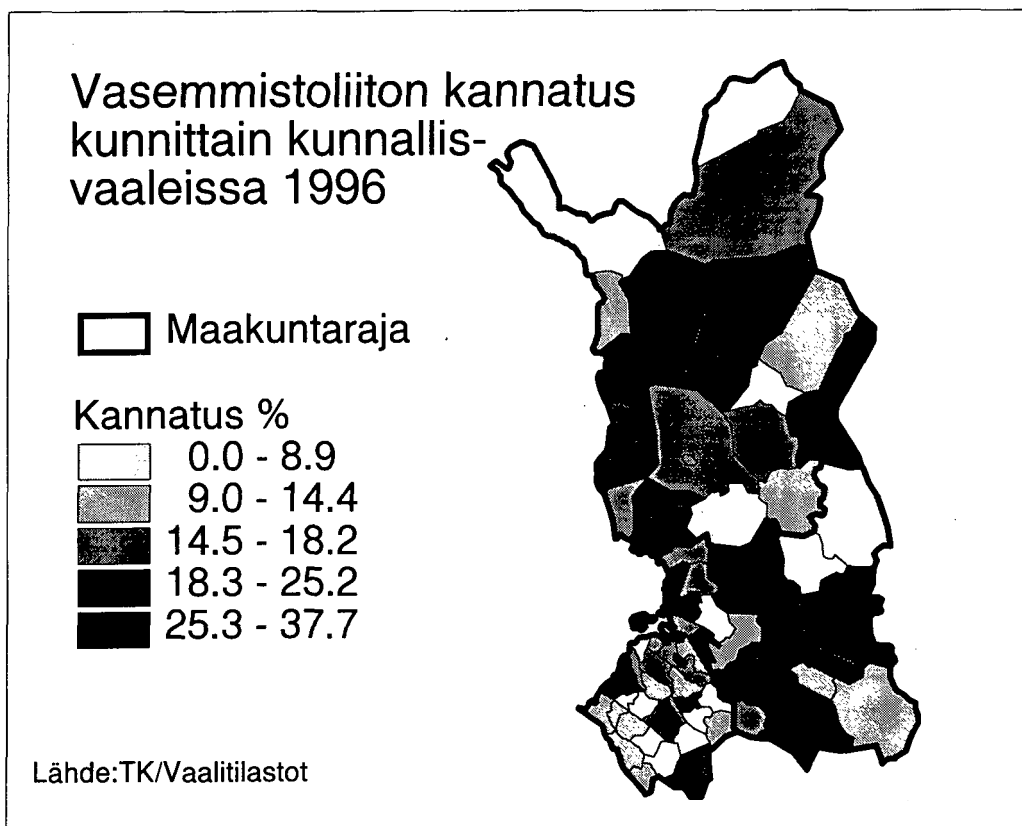 Vasemmistoliiton kannatus
kunnittain kunnallis-
vaaleissa 1996
Maakuntaraja
Kannatus %
0.0 - 8.9
9.0 - 14.4
14.5 - 18.2
18.3 - 25.2
25.3 - 37.7
Lähde:TK/Vaalitilastot